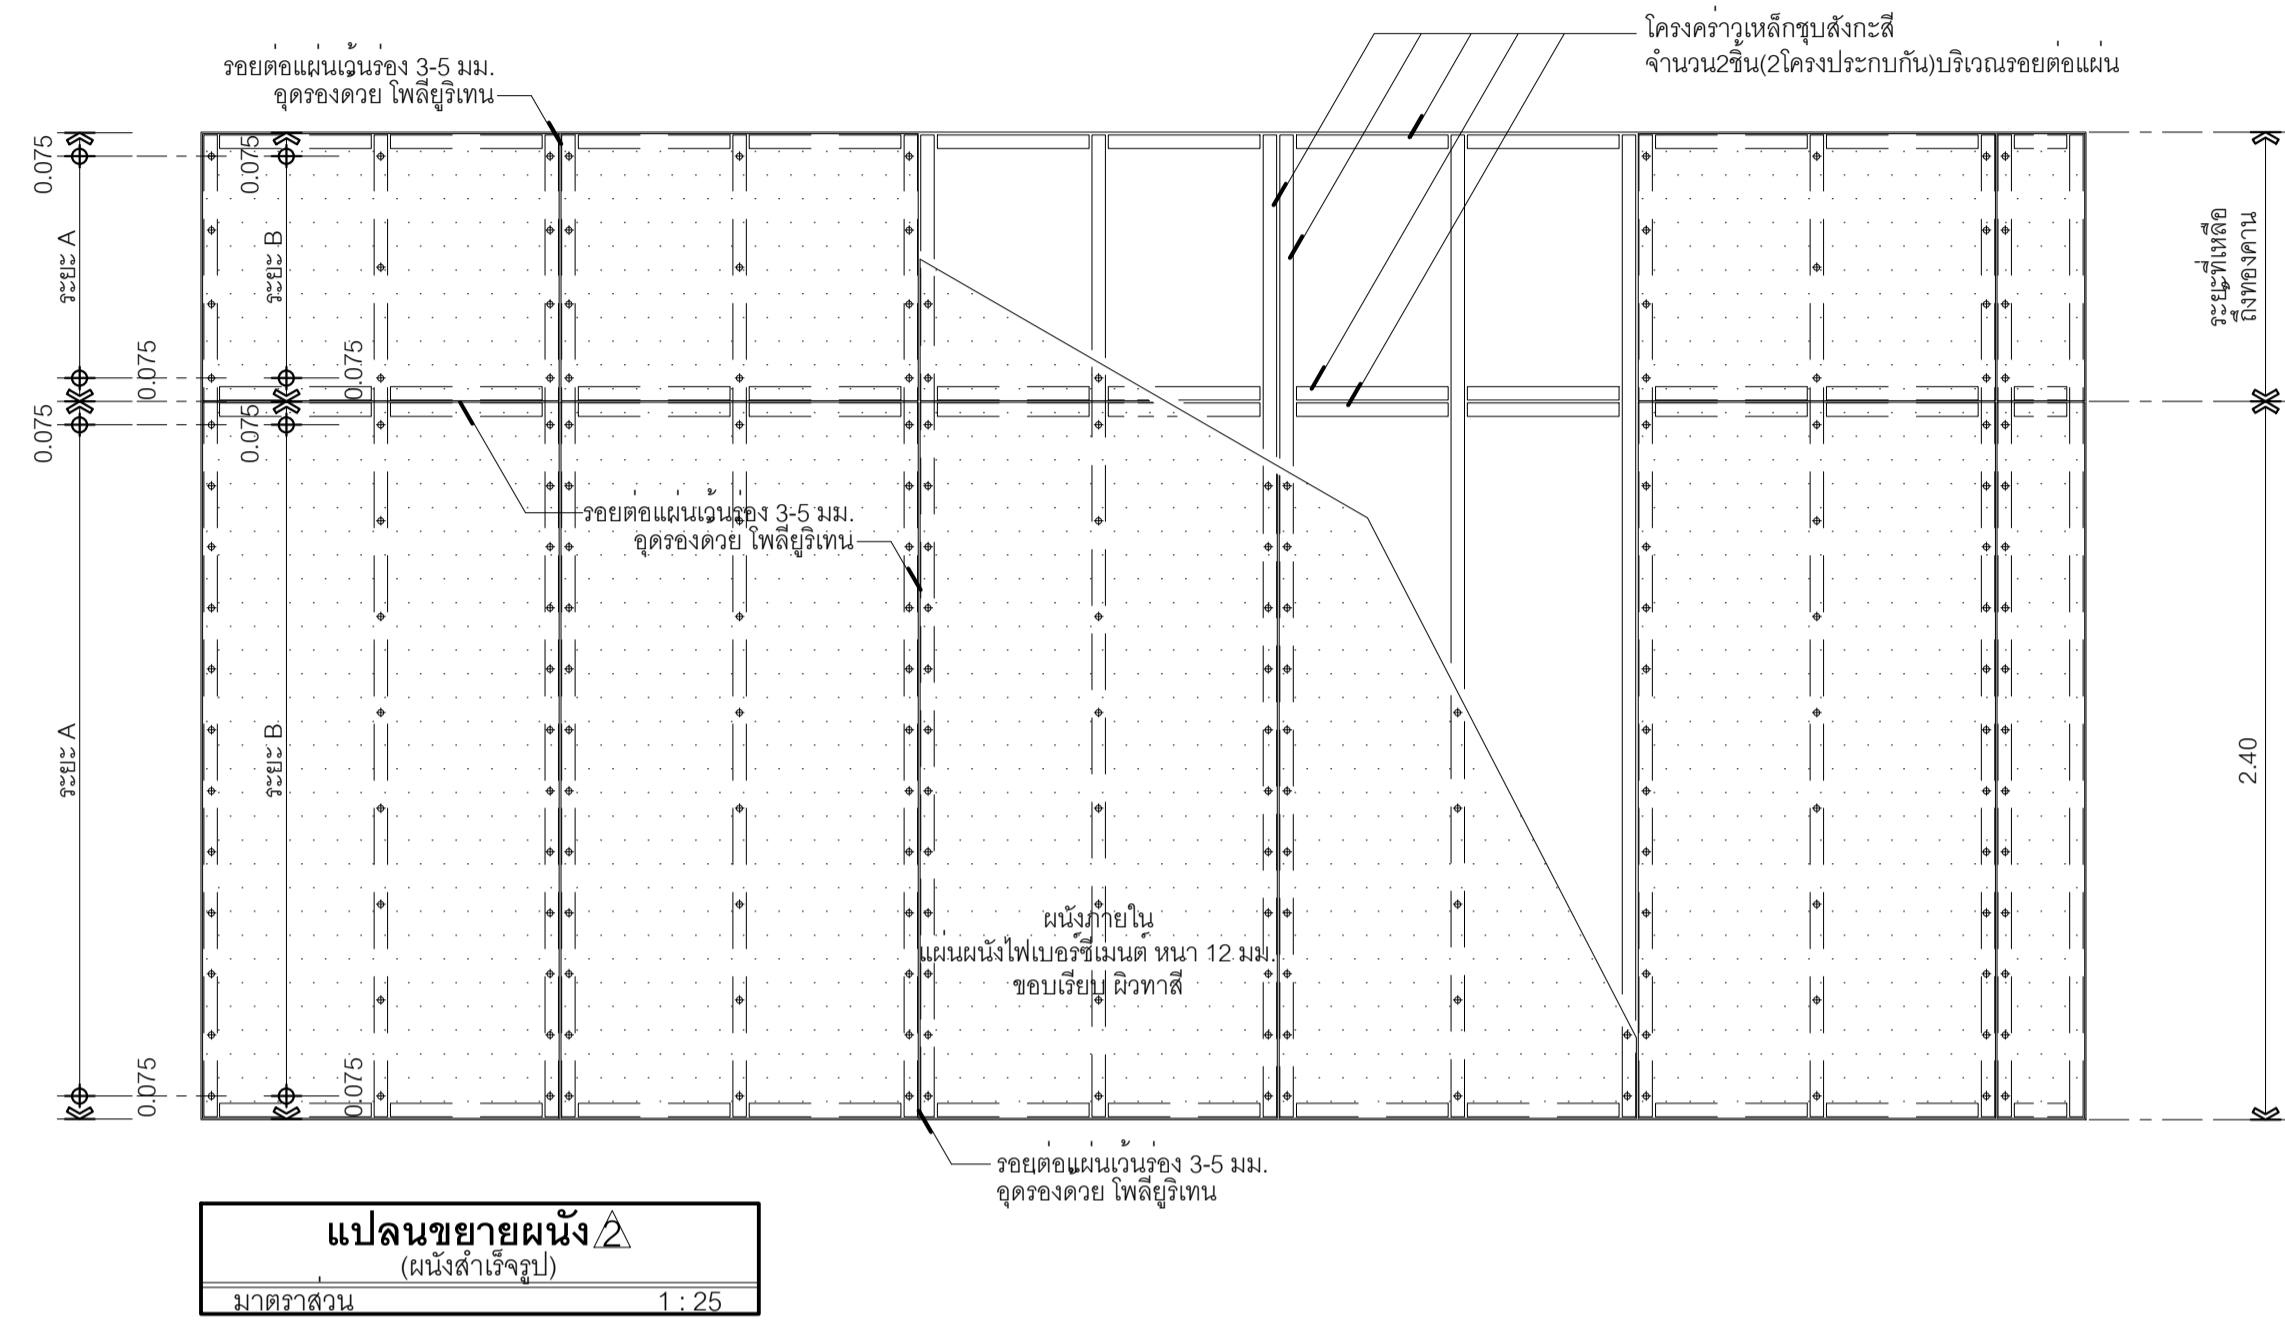 โครงคร่าวเหล็กชุบสังกะสี
จำนวน2ชิ้น(2โครงประกบกัน)บริเวณรอยต่อแผ่น
รอยต่อแผ่นเว้นร่อง 3-5 มม.
อุดร่องด้วย โพลียูริเทน
0.075
0.075
ระยะ A
ระยะ B
ระยะที่เหลือ
ถึงท้องคาน
0.075
0.075
0.075
0.075
รอยต่อแผ่นเว้นร่อง 3-5 มม.
อุดร่องด้วย โพลียูริเทน
ระยะ A
ระยะ B
2.40
ผนังภายใน
แผ่นผนังไฟเบอร์ซีเมนต์ หนา 12 มม.
ขอบเรียบ ผิวทาสี
0.075
0.075
รอยต่อแผ่นเว้นร่อง 3-5 มม.
อุดร่องด้วย โพลียูริเทน
แปลนขยายผนัง 2
(ผนังสำเร็จรูป)
มาตราส่วน 1 : 25